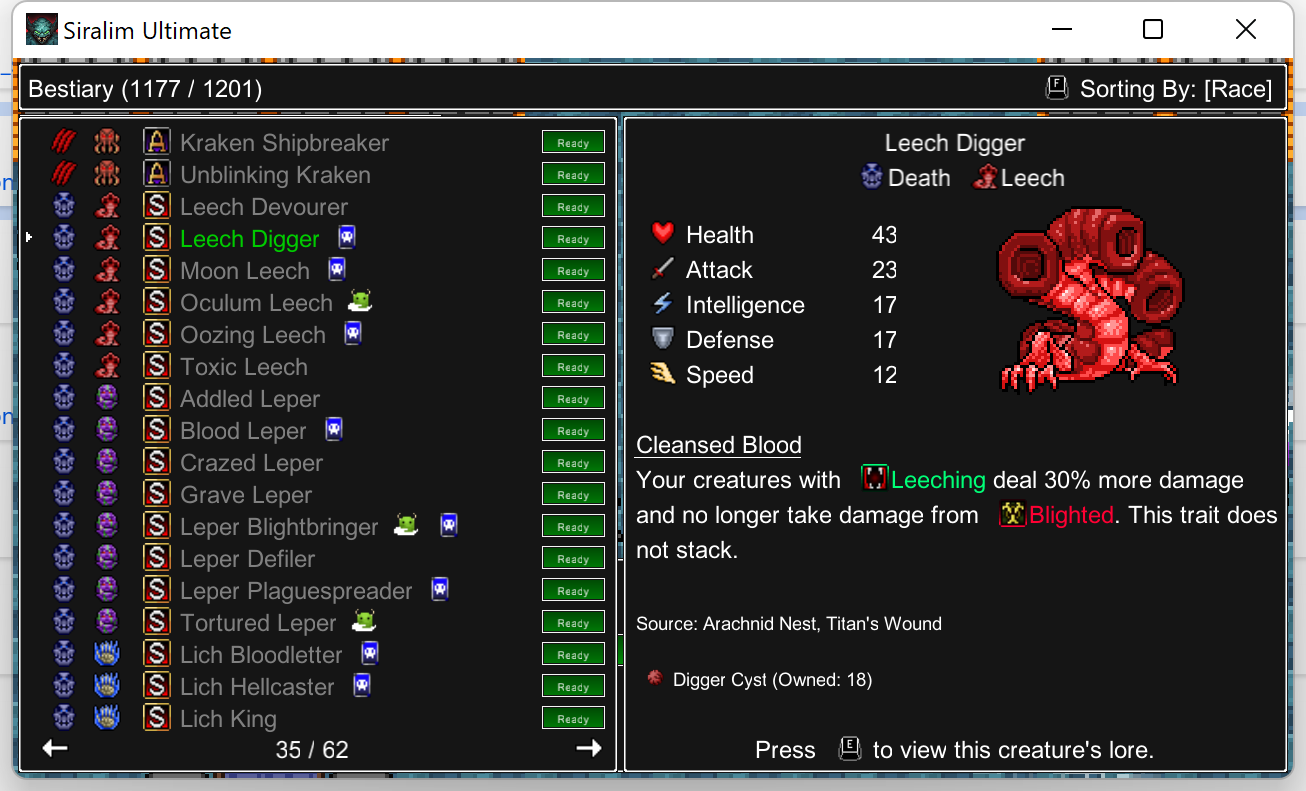 Siralim Ultimate
Bestiary (1177 / 1201)
F Sorting By: [Race]
A Kraken Shipbreaker Ready
A Unblinking Kraken Ready
S Leech Devourer Ready
S Leech Digger Ready
S Moon Leech Ready
S Oculum Leech Ready
S Oozing Leech Ready
S Toxic Leech Ready
S Addled Leper Ready
S Blood Leper Ready
S Crazed Leper Ready
S Grave Leper Ready
S Leper Blightbringer Ready
S Leper Defiler Ready
S Leper Plaguespreader Ready
S Tortured Leper Ready
S Lich Bloodletter Ready
S Lich Hellcaster Ready
S Lich King Ready
35 / 62
Leech Digger
Death Leech
Health 43
Attack 23
Intelligence 17
Defense 17
Speed 12
Cleansed Blood
Your creatures with Leeching deal 30% more damage
and no longer take damage from Blighted. This trait does
not stack.
Source: Arachnid Nest, Titan's Wound
Digger Cyst (Owned: 18)
Press E to view this creature's lore.